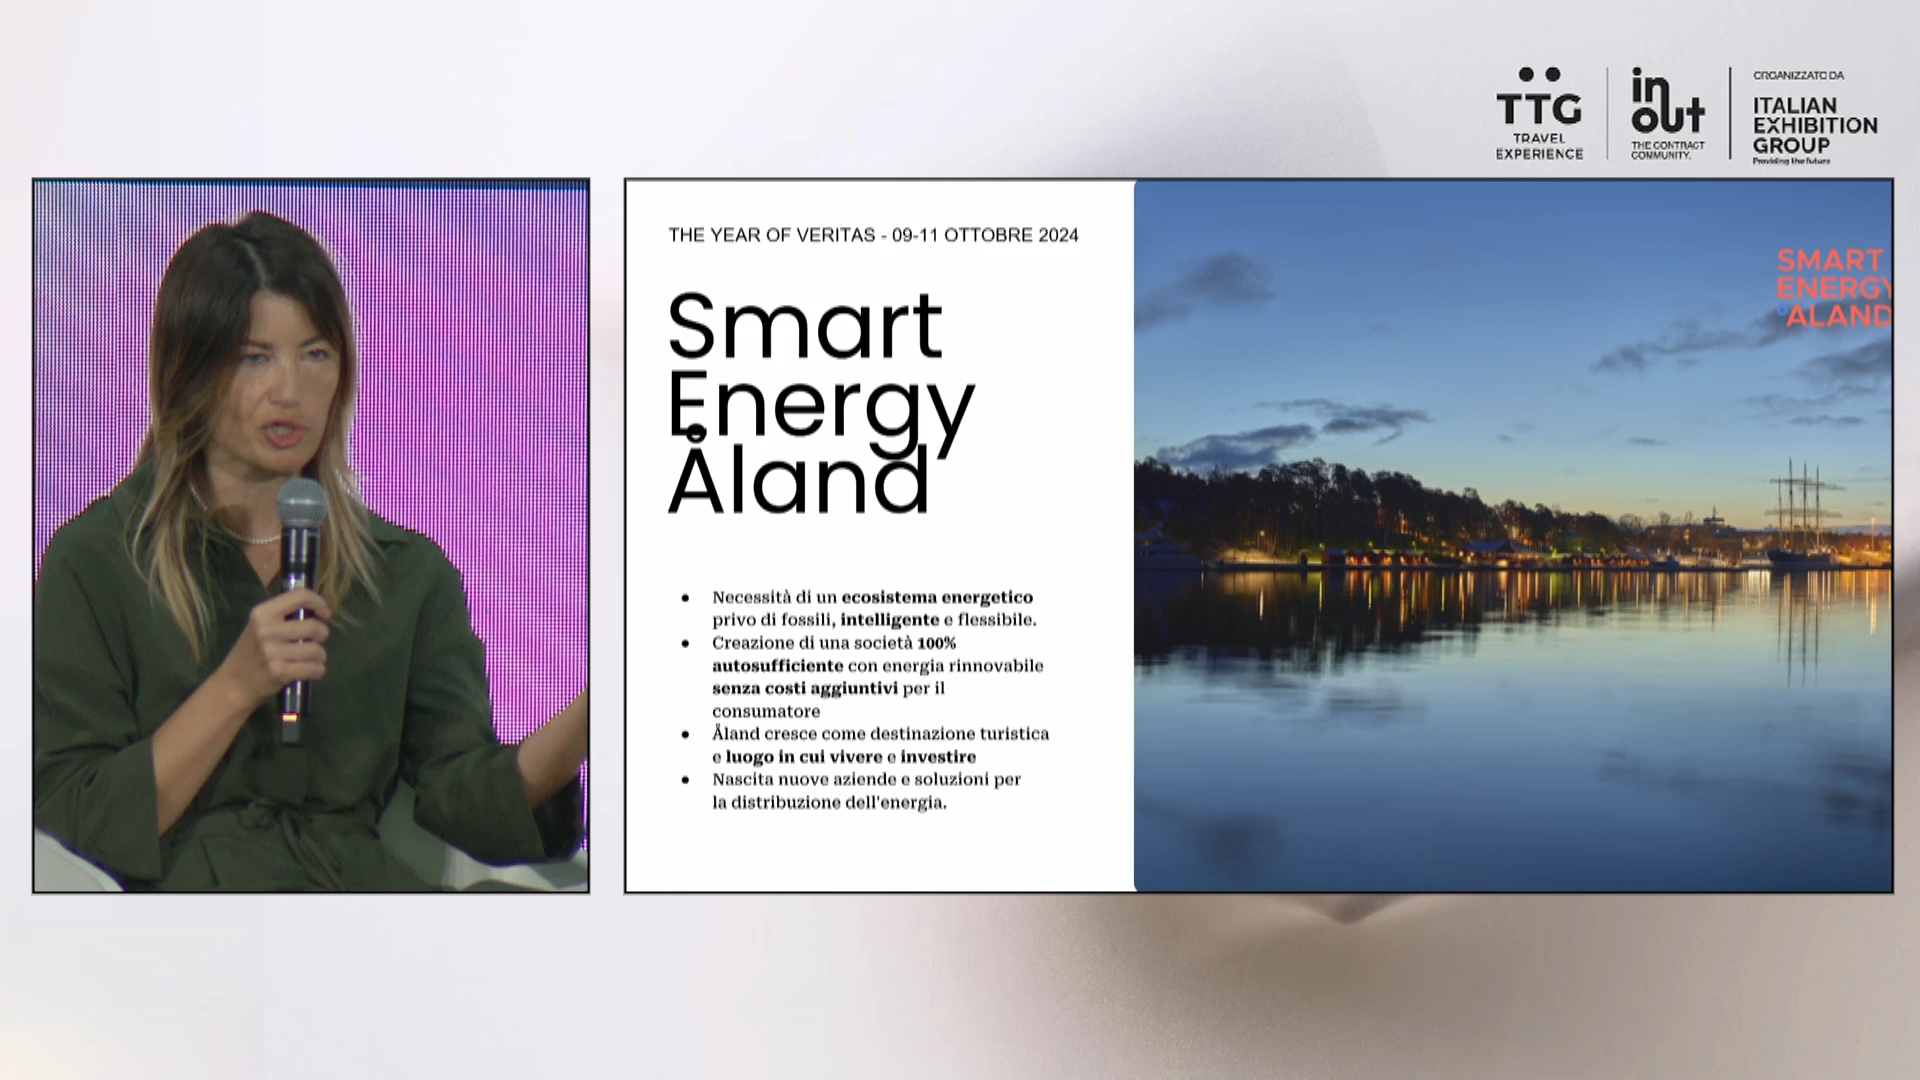 TTG
TRAVEL
EXPERIENCE
in
out
THE CONTRACT
COMMUNITY.
ORGANIZZATO DA
ITALIAN
EXHIBITION
GROUP
Providing the future
THE YEAR OF VERITAS - 09-11 OTTOBRE 2024
Smart
Energy
Åland
● Necessità di un ecosistema energetico
privo di fossili, intelligente e flessibile.
● Creazione di una società 100%
autosufficiente con energia rinnovabile
senza costi aggiuntivi per il
consumatore
● Åland cresce come destinazione turistica
e luogo in cui vivere e investire
● Nascita nuove aziende e soluzioni per
la distribuzione dell'energia.
SMART
ENERGY
°ALAND